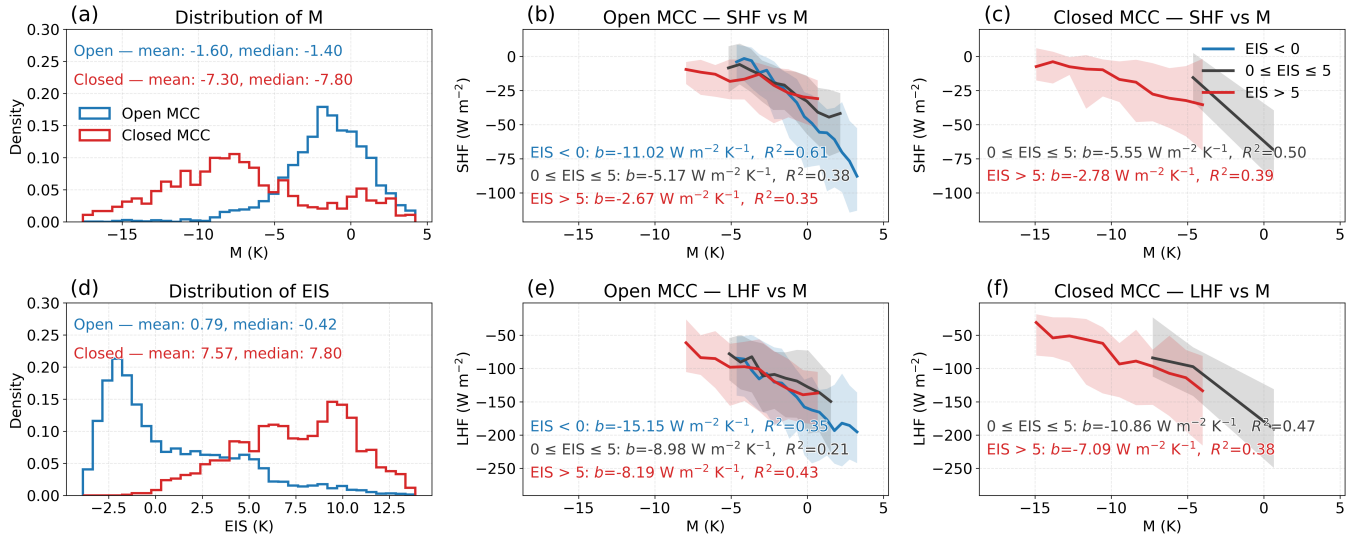 (a) Distribution of M
Open — mean: -1.60, median: -1.40
Closed — mean: -7.30, median: -7.80
Open MCC
Closed MCC
0.30
0.25
0.20
0.15
0.10
0.05
0.00
Density
−15 −10 −5 0 5
M (K)
(b) Open MCC — SHF vs M
0
−25
−50
−75
−100
SHF (W m⁻²)
EIS < 0: b=-11.02 W m⁻² K⁻¹, R²=0.61
0 ≤ EIS ≤ 5: b=-5.17 W m⁻² K⁻¹, R²=0.38
EIS > 5: b=-2.67 W m⁻² K⁻¹, R²=0.35
−15 −10 −5 0 5
M (K)
(c) Closed MCC — SHF vs M
EIS < 0
0 ≤ EIS ≤ 5
EIS > 5
0
−25
−50
−75
−100
SHF (W m⁻²)
0 ≤ EIS ≤ 5: b=-5.55 W m⁻² K⁻¹, R²=0.50
EIS > 5: b=-2.78 W m⁻² K⁻¹, R²=0.39
−15 −10 −5 0 5
M (K)
(d) Distribution of EIS
Open — mean: 0.79, median: -0.42
Closed — mean: 7.57, median: 7.80
0.30
0.25
0.20
0.15
0.10
0.05
0.00
Density
−2.5 0.0 2.5 5.0 7.5 10.0 12.5
EIS (K)
(e) Open MCC — LHF vs M
−50
−100
−150
−200
−250
LHF (W m⁻²)
EIS < 0: b=-15.15 W m⁻² K⁻¹, R²=0.35
0 ≤ EIS ≤ 5: b=-8.98 W m⁻² K⁻¹, R²=0.21
EIS > 5: b=-8.19 W m⁻² K⁻¹, R²=0.43
−15 −10 −5 0 5
M (K)
(f) Closed MCC — LHF vs M
−50
−100
−150
−200
−250
LHF (W m⁻²)
0 ≤ EIS ≤ 5: b=-10.86 W m⁻² K⁻¹, R²=0.47
EIS > 5: b=-7.09 W m⁻² K⁻¹, R²=0.38
−15 −10 −5 0 5
M (K)